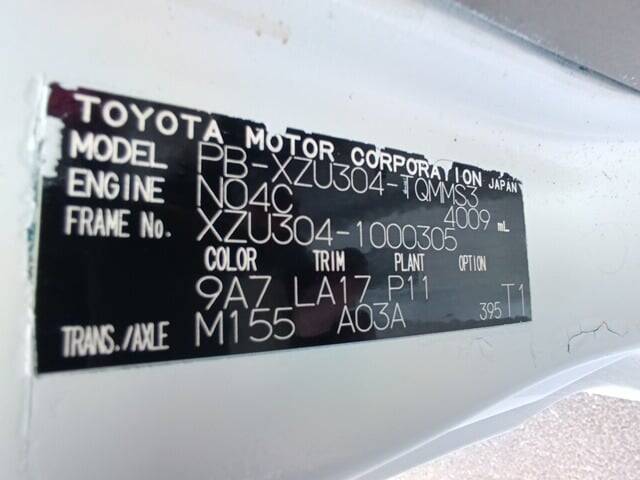 TOYOTA MOTOR CORPORATION JAPAN
MODEL PB-XZU304-TQMMS3
ENGINE N04C 4009 mL
FRAME No. XZU304-1000305
COLOR TRIM PLANT OPTION
9A7 LA17 P11
TRANS./AXLE M155 A03A 395 T1